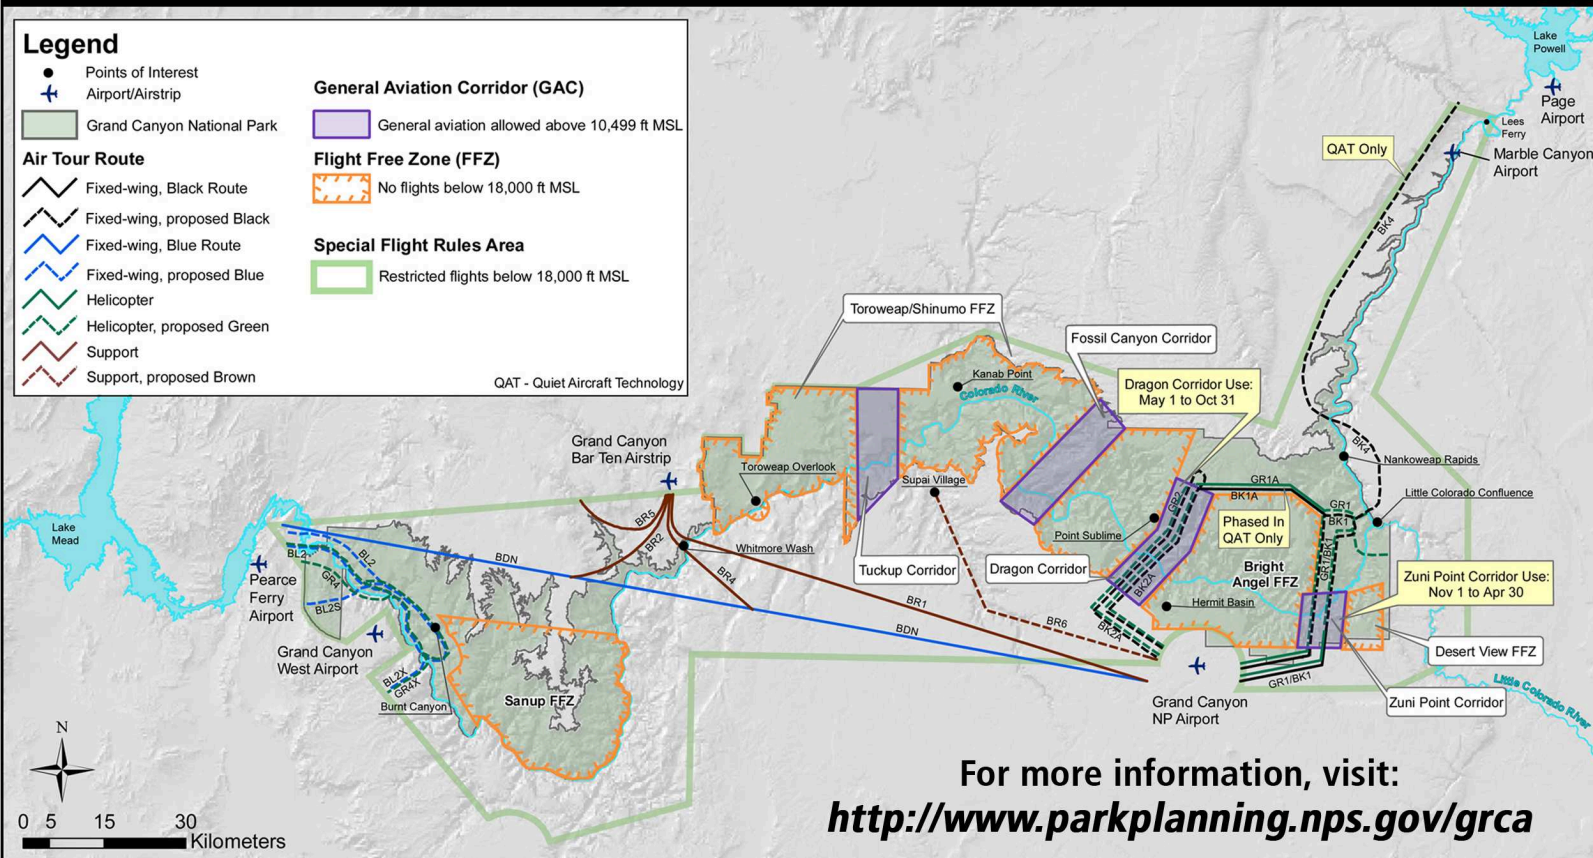 Legend
Points of Interest
Airport/Airstrip
Grand Canyon National Park
Air Tour Route
Fixed-wing, Black Route
Fixed-wing, proposed Black
Fixed-wing, Blue Route
Fixed-wing, proposed Blue
Helicopter
Helicopter, proposed Green
Support
Support, proposed Brown
General Aviation Corridor (GAC)
General aviation allowed above 10,499 ft MSL
Flight Free Zone (FFZ)
No flights below 18,000 ft MSL
Special Flight Rules Area
Restricted flights below 18,000 ft MSL
QAT - Quiet Aircraft Technology
Lake
Powell
Page
Airport
Lees
Ferry
Marble Canyon
Airport
QAT Only
BK4
Toroweap/Shinumo FFZ
Fossil Canyon Corridor
Kanab Point
Colorado River
Dragon Corridor Use:
May 1 to Oct 31
Grand Canyon
Bar Ten Airstrip
Toroweap Overlook
Supai Village
BK4
Nankoweap Rapids
GR1A
BK1A
GR2
GR1
BK1
Little Colorado Confluence
Phased In
QAT Only
Point Sublime
Lake
Mead
BR5
BR2
Whitmore Wash
BR4
BDN
BL2
GR4
BL2S
Pearce
Ferry
Airport
Tuckup Corridor
Dragon Corridor
BK2A
GR1/BK1
Bright
Angel FFZ
Zuni Point Corridor Use:
Nov 1 to Apr 30
BR1
Hermit Basin
BR6
BDN
BK2A
Grand Canyon
West Airport
Desert View FFZ
BL2X
GR4X
GR1/BK1
Burnt Canyon
Sanup FFZ
Grand Canyon
NP Airport
Zuni Point Corridor
Little Colorado River
N
0 5 15 30
Kilometers
For more information, visit:
http://www.parkplanning.nps.gov/grca